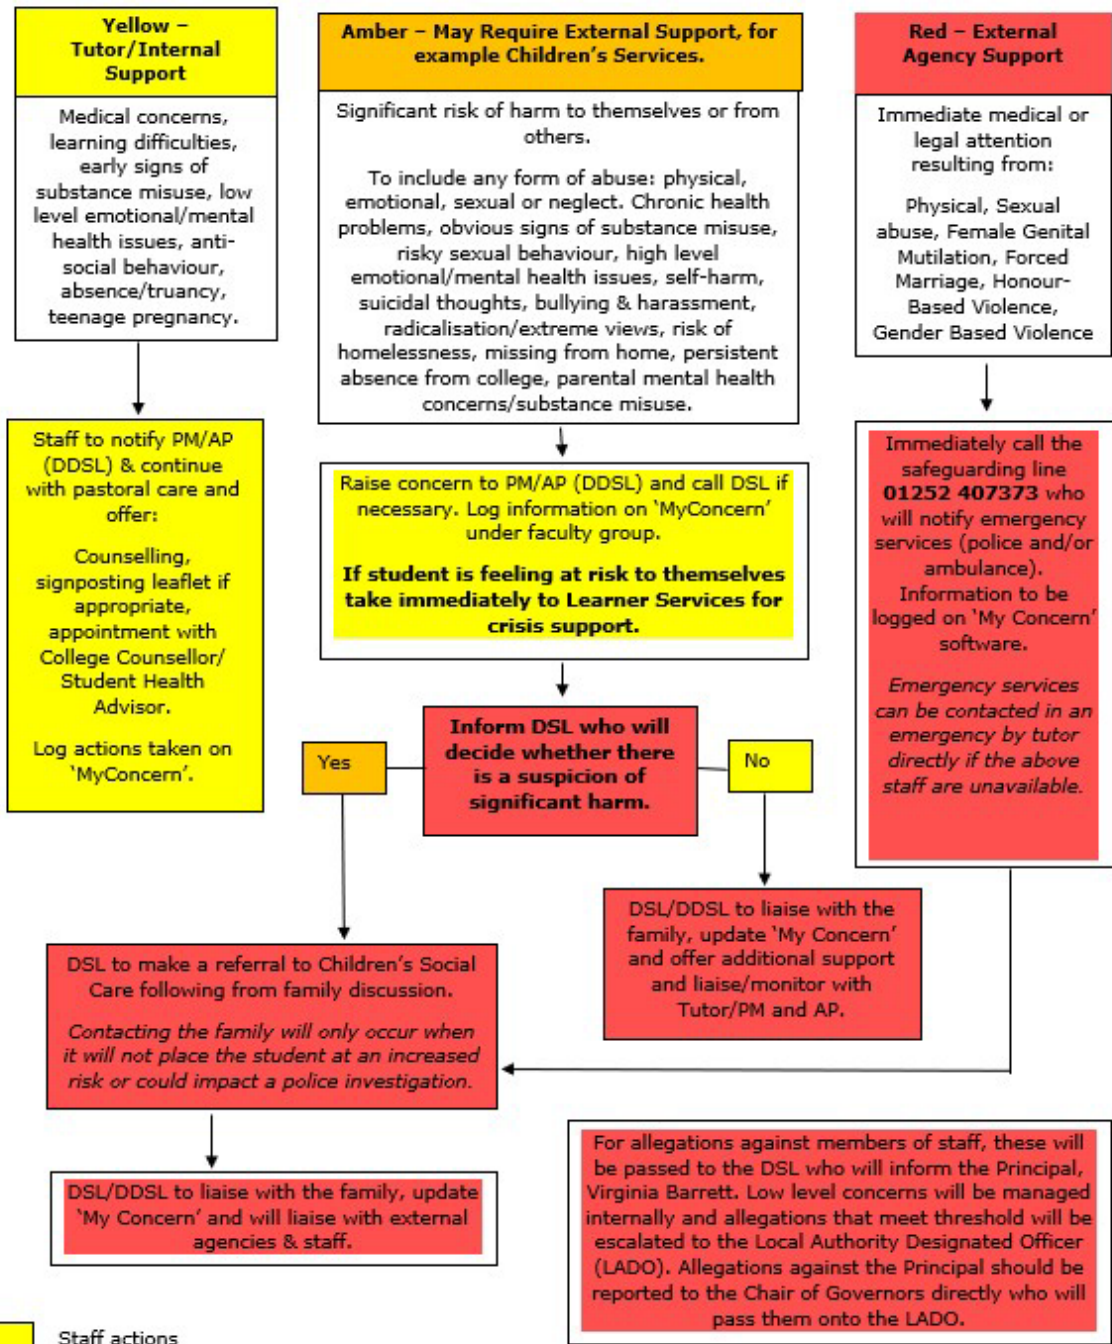 Yellow –
Tutor/Internal
Support
Medical concerns,
learning difficulties,
early signs of
substance misuse, low
level emotional/mental
health issues, anti-
social behaviour,
absence/truancy,
teenage pregnancy.
Staff to notify PM/AP
(DDSL) & continue
with pastoral care and
offer:
Counselling,
signposting leaflet if
appropriate,
appointment with
College Counsellor/
Student Health
Advisor.
Log actions taken on
‘MyConcern’.
Amber – May Require External Support, for
example Children’s Services.
Significant risk of harm to themselves or from
others.
To include any form of abuse: physical,
emotional, sexual or neglect. Chronic health
problems, obvious signs of substance misuse,
risky sexual behaviour, high level
emotional/mental health issues, self-harm,
suicidal thoughts, bullying & harassment,
radicalisation/extreme views, risk of
homelessness, missing from home, persistent
absence from college, parental mental health
concerns/substance misuse.
Raise concern to PM/AP (DDSL) and call DSL if
necessary. Log information on ‘MyConcern’
under faculty group.
If student is feeling at risk to themselves
take immediately to Learner Services for
crisis support.
Inform DSL who will
decide whether there
is a suspicion of
significant harm.
Yes
No
Red – External
Agency Support
Immediate medical or
legal attention
resulting from:
Physical, Sexual
abuse, Female Genital
Mutilation, Forced
Marriage, Honour-
Based Violence,
Gender Based Violence
Immediately call the
safeguarding line
01252 407373 who
will notify emergency
services (police and/or
ambulance).
Information to be
logged on ‘My Concern’
software.
Emergency services
can be contacted in an
emergency by tutor
directly if the above
staff are unavailable.
DSL/DDSL to liaise with the
family, update ‘My Concern’
and offer additional support
and liaise/monitor with
Tutor/PM and AP.
DSL to make a referral to Children’s Social
Care following from family discussion.
Contacting the family will only occur when
it will not place the student at an increased
risk or could impact a police investigation.
DSL/DDSL to liaise with the family, update
‘My Concern’ and will liaise with external
agencies & staff.
For allegations against members of staff, these will
be passed to the DSL who will inform the Principal,
Virginia Barrett. Low level concerns will be managed
internally and allegations that meet threshold will be
escalated to the Local Authority Designated Officer
(LADO). Allegations against the Principal should be
reported to the Chair of Governors directly who will
pass them onto the LADO.
Staff actions